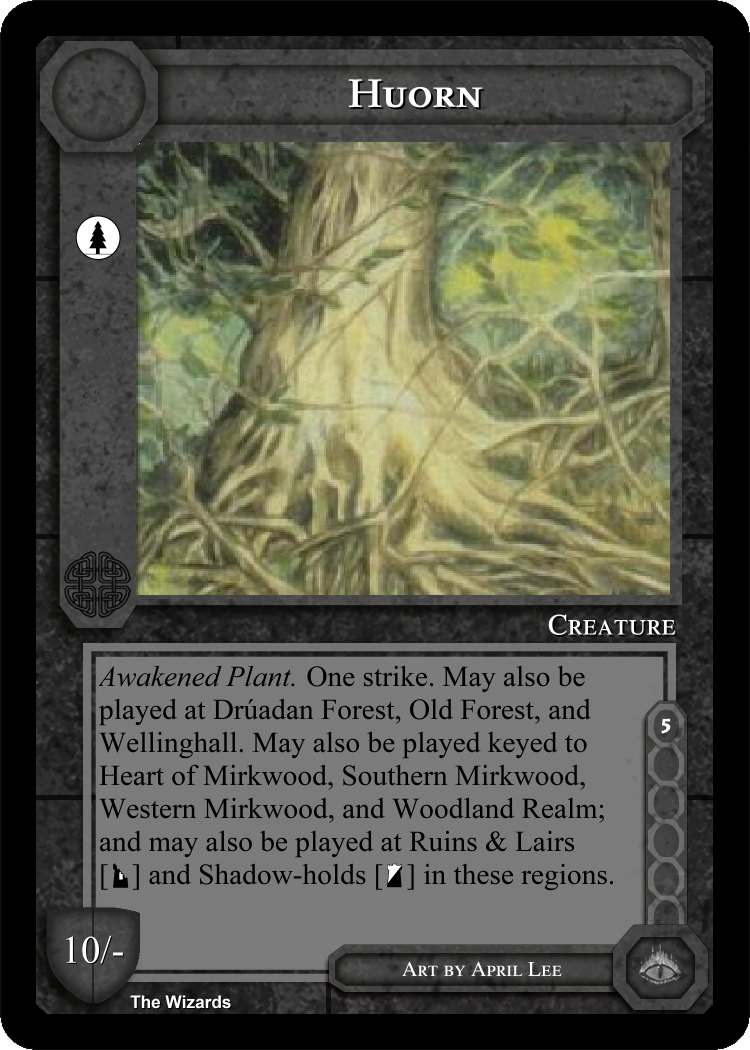 Huorn
Creature
Awakened Plant. One strike. May also be
played at Drúadan Forest, Old Forest, and
Wellinghall. May also be played keyed to
Heart of Mirkwood, Southern Mirkwood,
Western Mirkwood, and Woodland Realm;
and may also be played at Ruins & Lairs
[] and Shadow-holds [] in these regions.
5
10/-
Art by April Lee
The Wizards